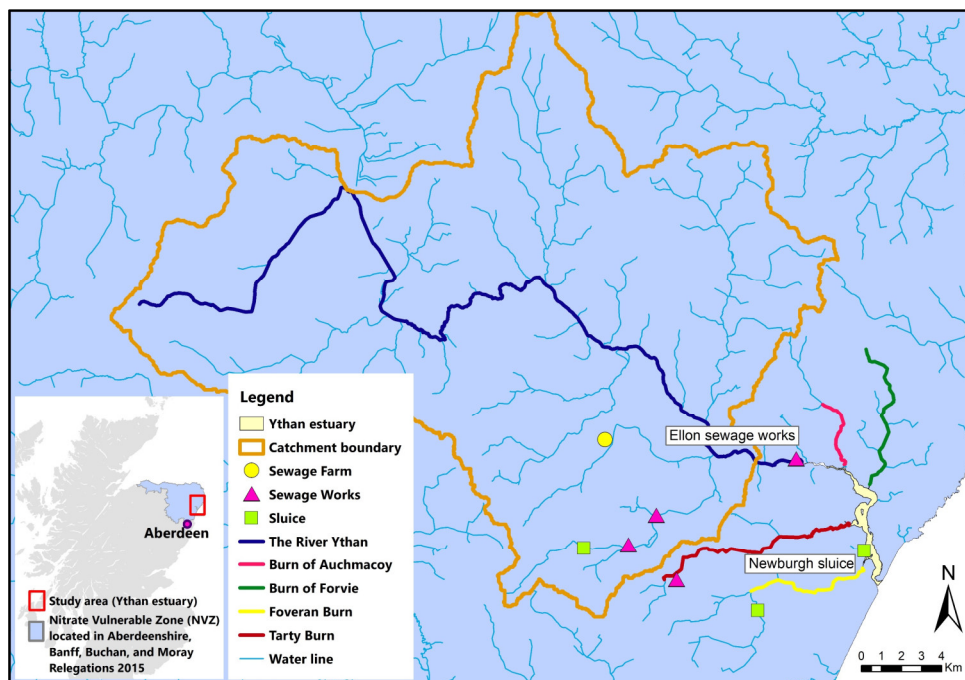 Ellon sewage works
Newburgh sluice
Legend
Ythan estuary
Catchment boundary
Sewage Farm
Sewage Works
Sluice
The River Ythan
Burn of Auchmacoy
Burn of Forvie
Foveran Burn
Tarty Burn
Water line
Aberdeen
Study area (Ythan estuary)
Nitrate Vulnerable Zone (NVZ)
located in Aberdeenshire,
Banff, Buchan, and Moray
Relegations 2015
N
0 1 2 3 4
Km